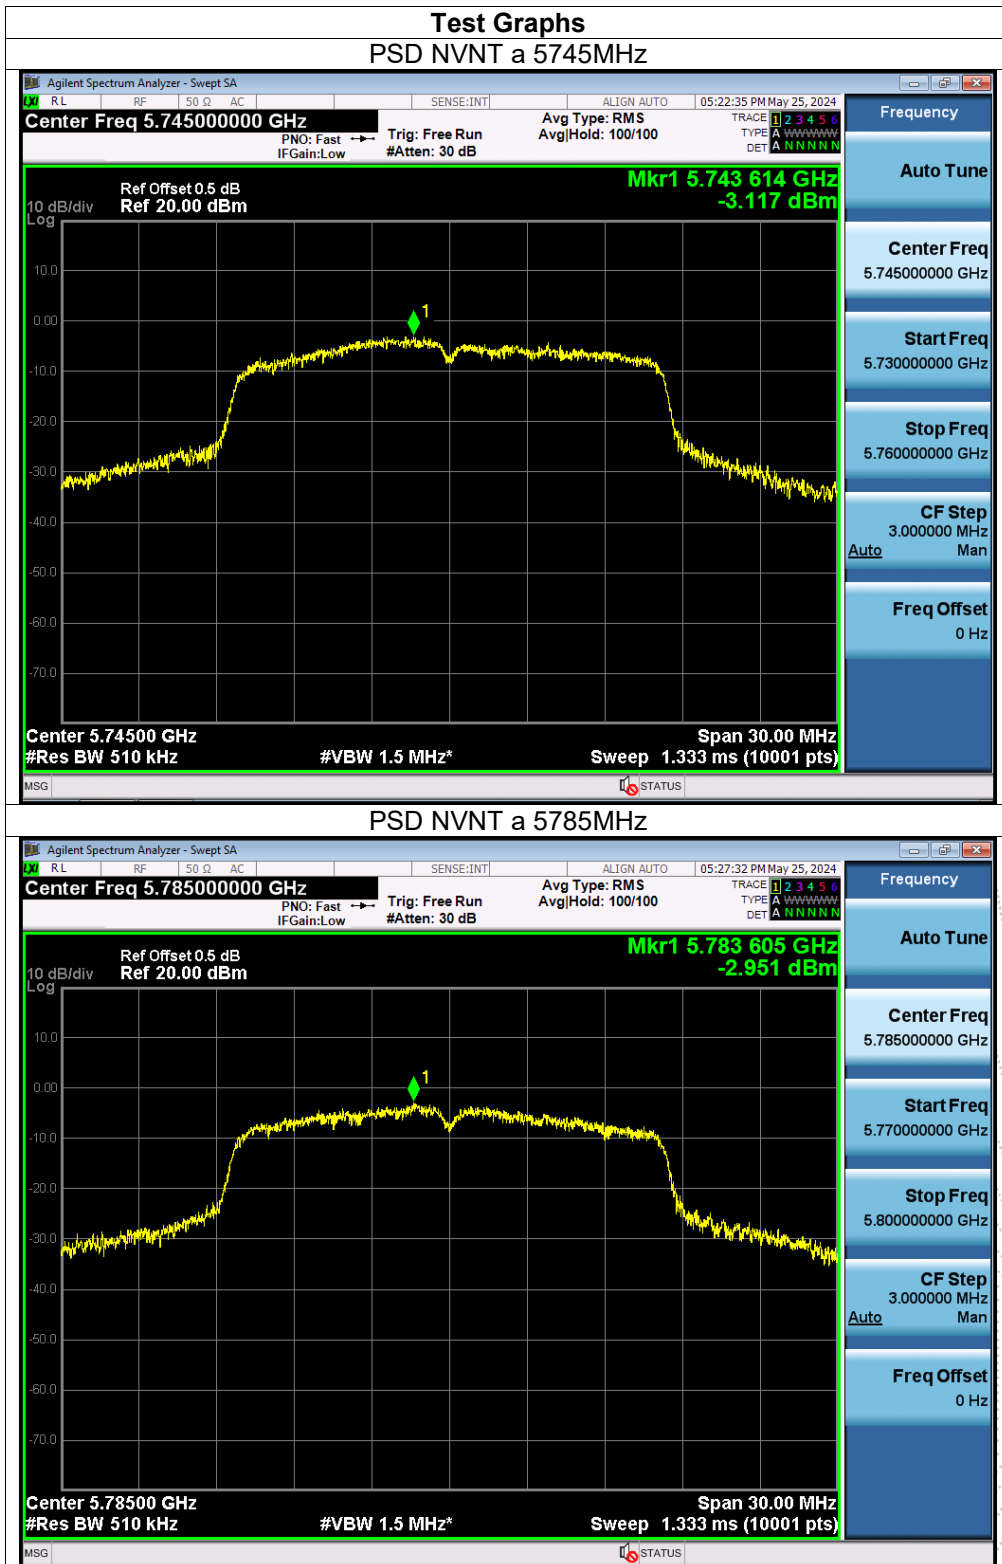 Test Graphs
PSD NVNT a 5745MHz
Agilent Spectrum Analyzer - Swept SA
LXI RL RF 50 Ω AC SENSE:INT ALIGN AUTO 05:22:35 PM May 25, 2024
Center Freq 5.745000000 GHz
PNO: Fast
IFGain:Low
Trig: Free Run
#Atten: 30 dB
Avg Type: RMS
Avg|Hold: 100/100
TRACE 1 2 3 4 5 6
TYPE A WWWWW
DET A N N N N N
Frequency
Auto Tune
Center Freq
5.745000000 GHz
Start Freq
5.730000000 GHz
Stop Freq
5.760000000 GHz
CF Step
3.000000 MHz
Auto Man
Freq Offset
0 Hz
Mkr1 5.743 614 GHz
-3.117 dBm
Ref Offset 0.5 dB
10 dB/div Ref 20.00 dBm
Log
10.0
0.00
-10.0
-20.0
-30.0
-40.0
-50.0
-60.0
-70.0
1
Center 5.74500 GHz Span 30.00 MHz
#Res BW 510 kHz #VBW 1.5 MHz* Sweep 1.333 ms (10001 pts)
MSG STATUS
PSD NVNT a 5785MHz
Agilent Spectrum Analyzer - Swept SA
LXI RL RF 50 Ω AC SENSE:INT ALIGN AUTO 05:27:32 PM May 25, 2024
Center Freq 5.785000000 GHz
PNO: Fast
IFGain:Low
Trig: Free Run
#Atten: 30 dB
Avg Type: RMS
Avg|Hold: 100/100
TRACE 1 2 3 4 5 6
TYPE A WWWWW
DET A N N N N N
Frequency
Auto Tune
Center Freq
5.785000000 GHz
Start Freq
5.770000000 GHz
Stop Freq
5.800000000 GHz
CF Step
3.000000 MHz
Auto Man
Freq Offset
0 Hz
Mkr1 5.783 605 GHz
-2.951 dBm
Ref Offset 0.5 dB
10 dB/div Ref 20.00 dBm
Log
10.0
0.00
-10.0
-20.0
-30.0
-40.0
-50.0
-60.0
-70.0
1
Center 5.78500 GHz Span 30.00 MHz
#Res BW 510 kHz #VBW 1.5 MHz* Sweep 1.333 ms (10001 pts)
MSG STATUS